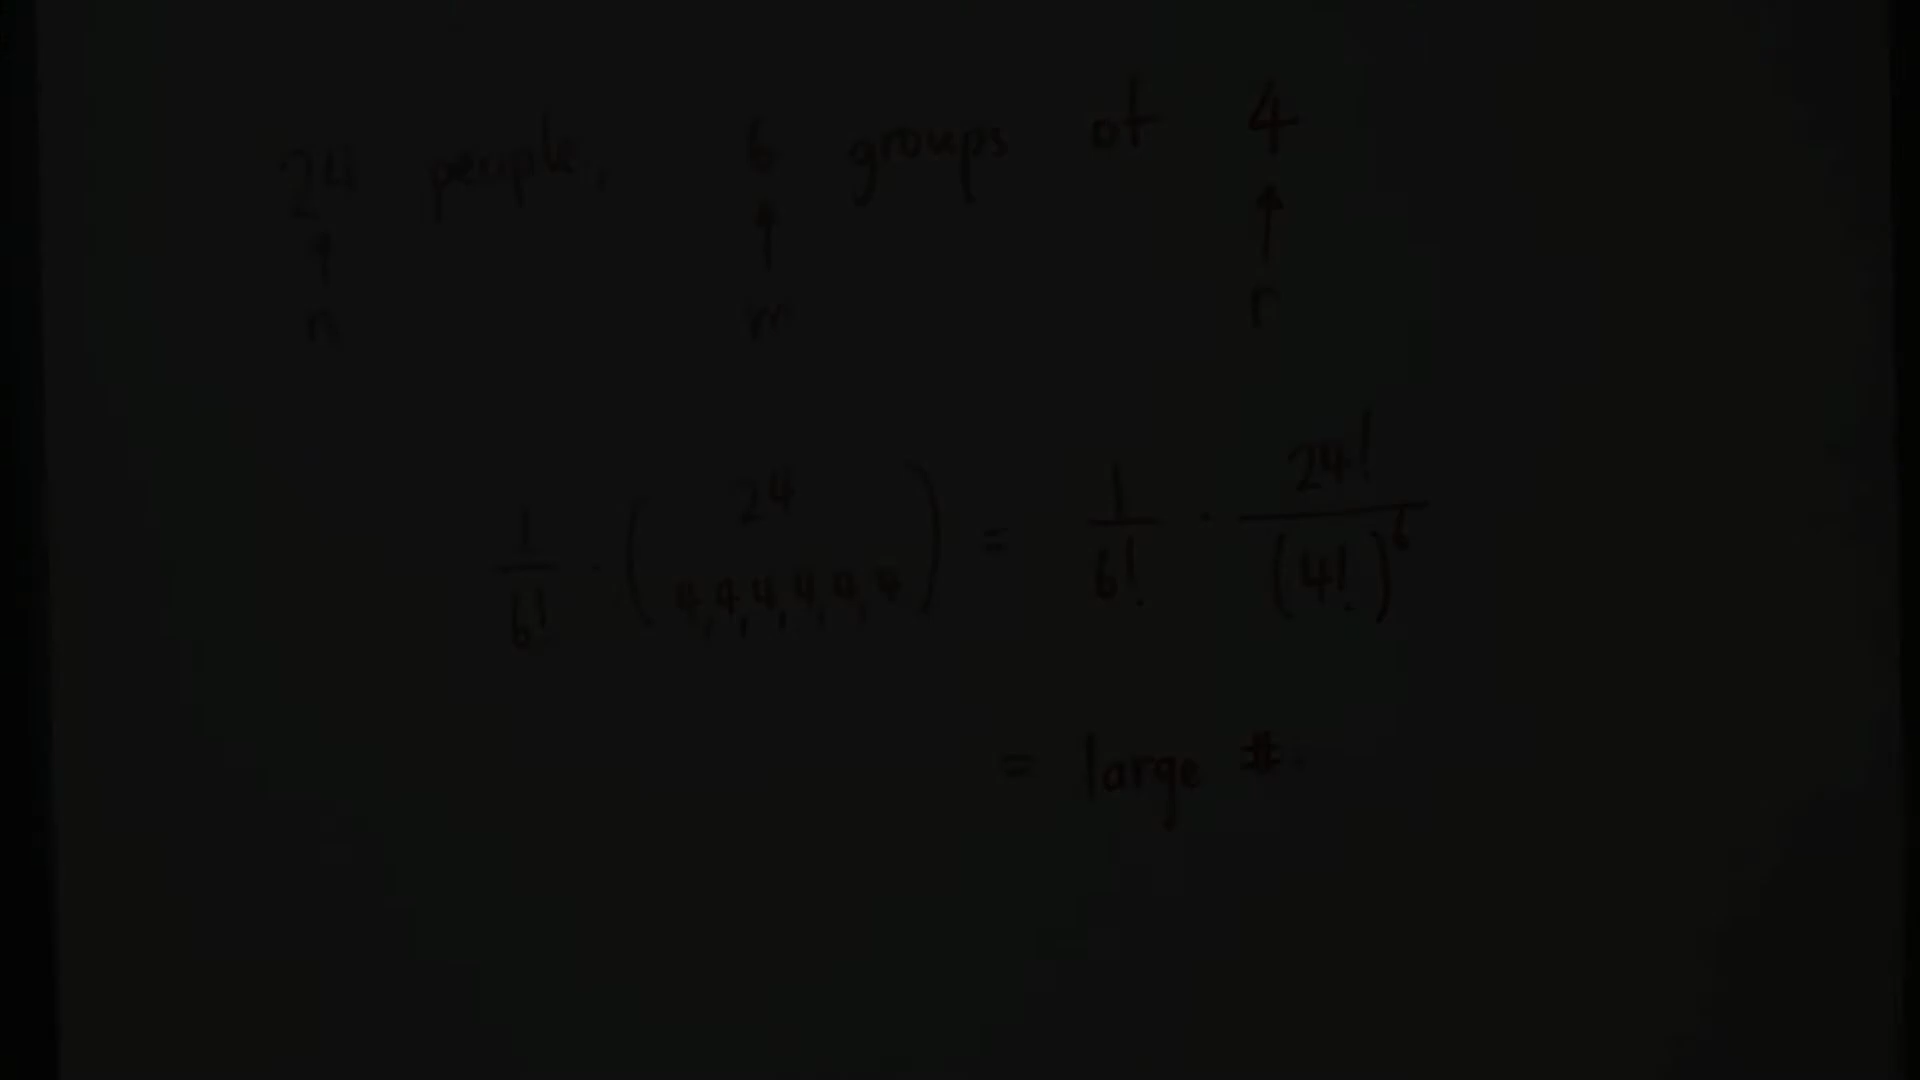 24 people, 6 groups of 4
↑ ↑ ↑
n m r
1/6! · (24 / 4,4,4,4,4,4) = 1/6! · 24!/(4!)^6
= large #.